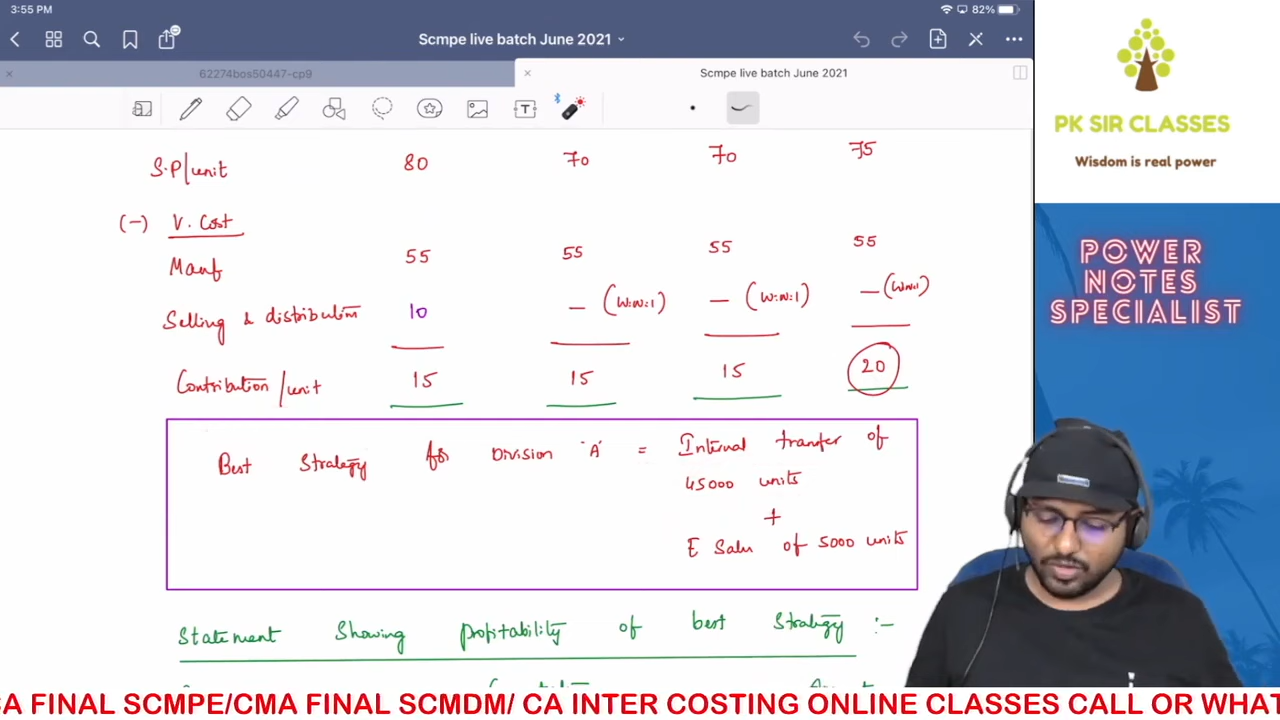 3:55 PM
82%
Scmpe live batch June 2021
62274bos50447-cp9
Scmpe live batch June 2021
S.P/unit 80 70 70 75
(-) V. Cost
Manf 55 55 55 55
Selling & distribution 10 - (W.N:1) - (W.N:1) - (W.N:1)
Contribution/unit 15 15 15 20
Best Strategy for Division 'A' = Internal transfer of
45000 units
+
E Sales of 5000 units
Statement Showing profitability of best Strategy :-
PK SIR CLASSES
Wisdom is real power
POWER
NOTES
SPECIALIST
CA FINAL SCMPE/CMA FINAL SCMDM/ CA INTER COSTING ONLINE CLASSES CALL OR WHAT